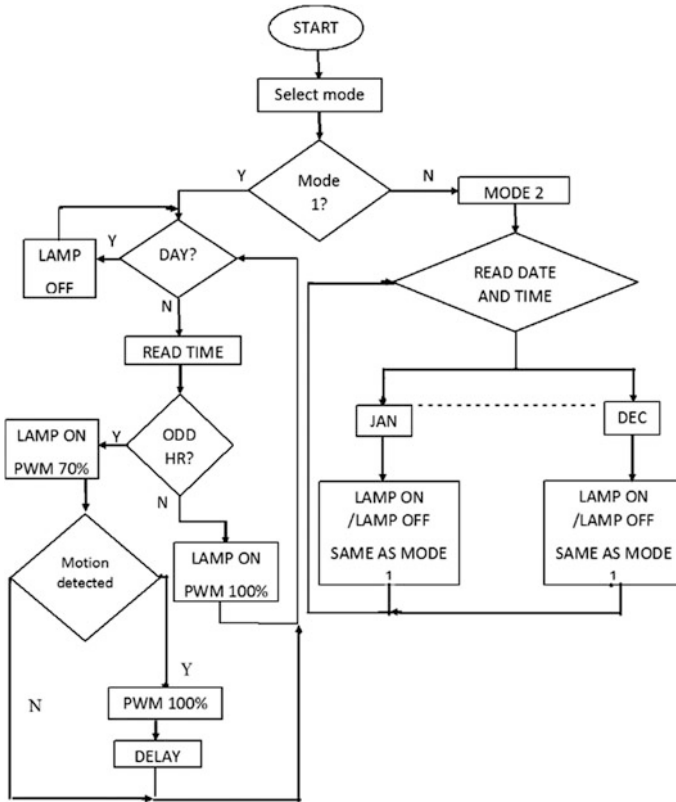 START
Select mode
Mode
1?
Y
N
MODE 2
DAY?
Y
LAMP
OFF
N
READ DATE
AND TIME
READ TIME
ODD
HR?
Y
LAMP ON
PWM 70%
N
JAN
DEC
LAMP ON
PWM 100%
LAMP ON
/LAMP OFF
SAME AS MODE
1
LAMP ON
/LAMP OFF
SAME AS MODE
1
Motion
detected
Y
N
PWM 100%
DELAY